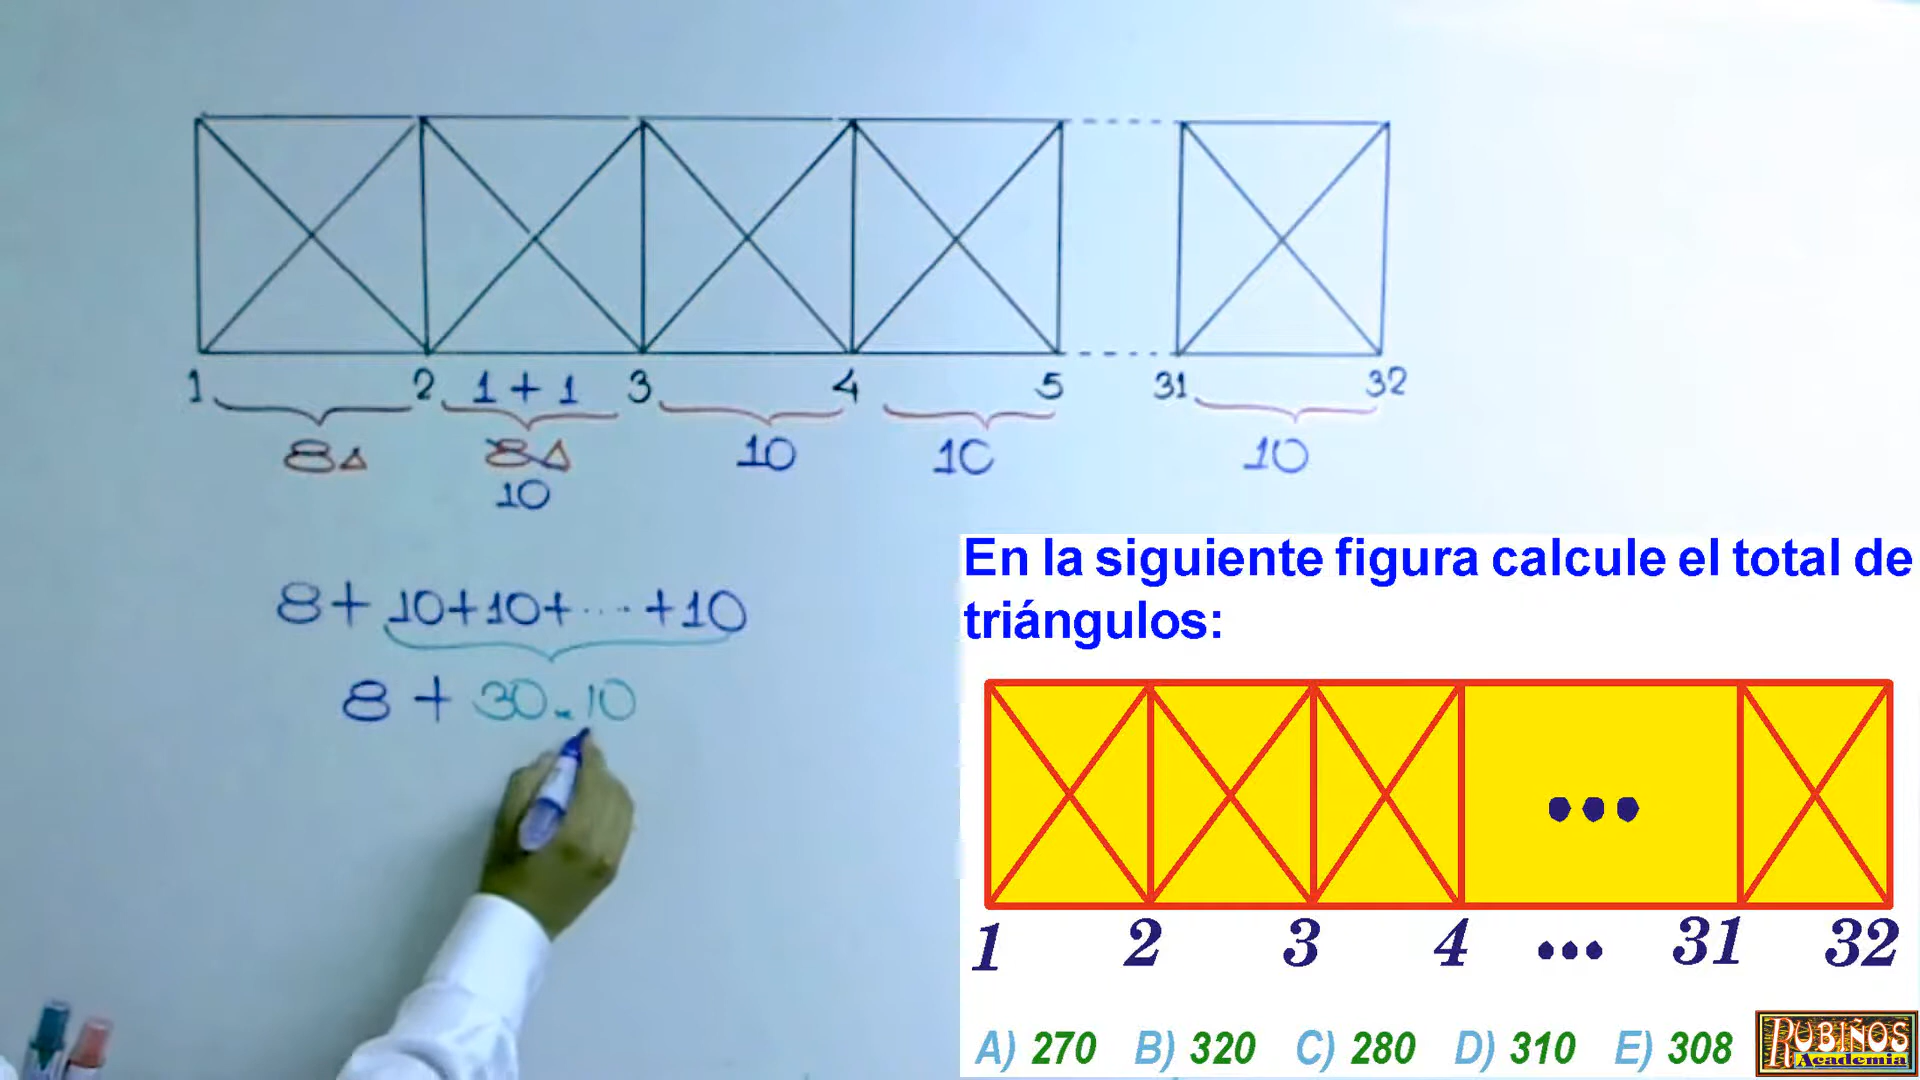 1 2 1 + 1 3 4 5 31 32
8△ 8△ 10 10 10
10
8+10+10+....+10
8 + 30.10
En la siguiente figura calcule el total de
triángulos:
1 2 3 4 ... 31 32
A) 270 B) 320 C) 280 D) 310 E) 308
RUBIÑOS
Academia